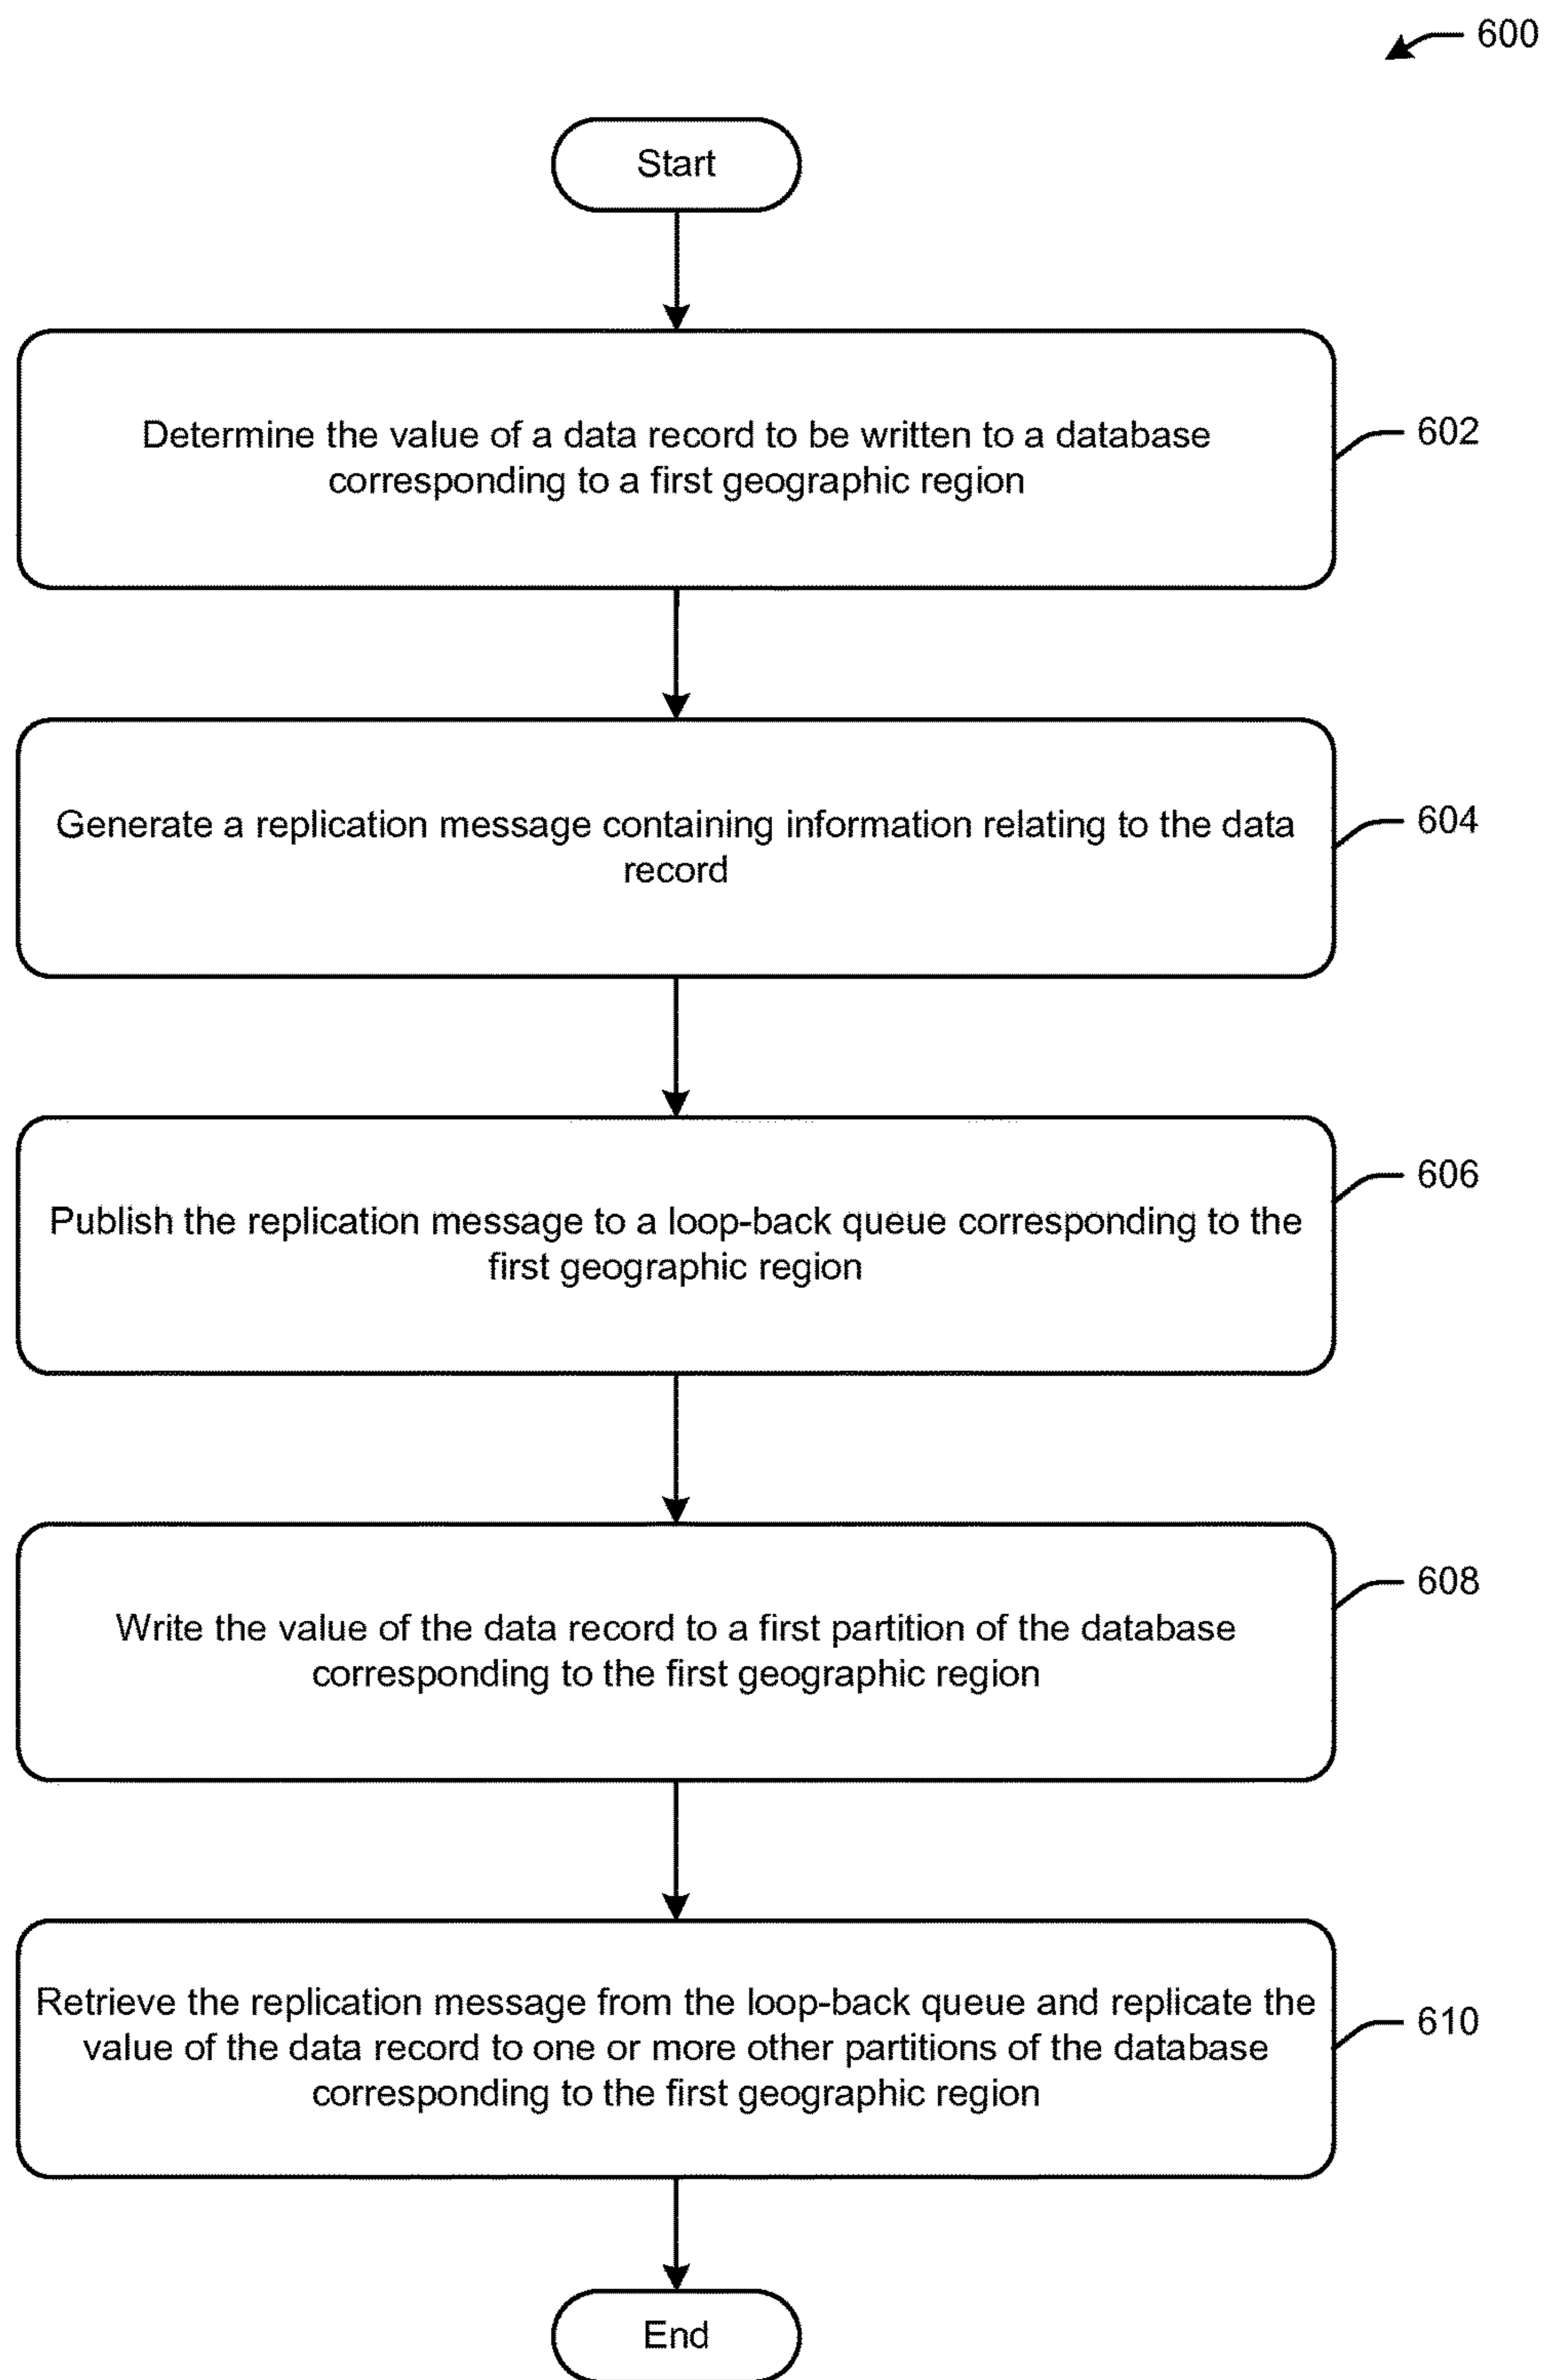 600
Start
Determine the value of a data record to be written to a database
corresponding to a first geographic region
602
Generate a replication message containing information relating to the data
record
604
Publish the replication message to a loop-back queue corresponding to the
first geographic region
606
Write the value of the data record to a first partition of the database
corresponding to the first geographic region
608
Retrieve the replication message from the loop-back queue and replicate the
value of the data record to one or more other partitions of the database
corresponding to the first geographic region
610
End